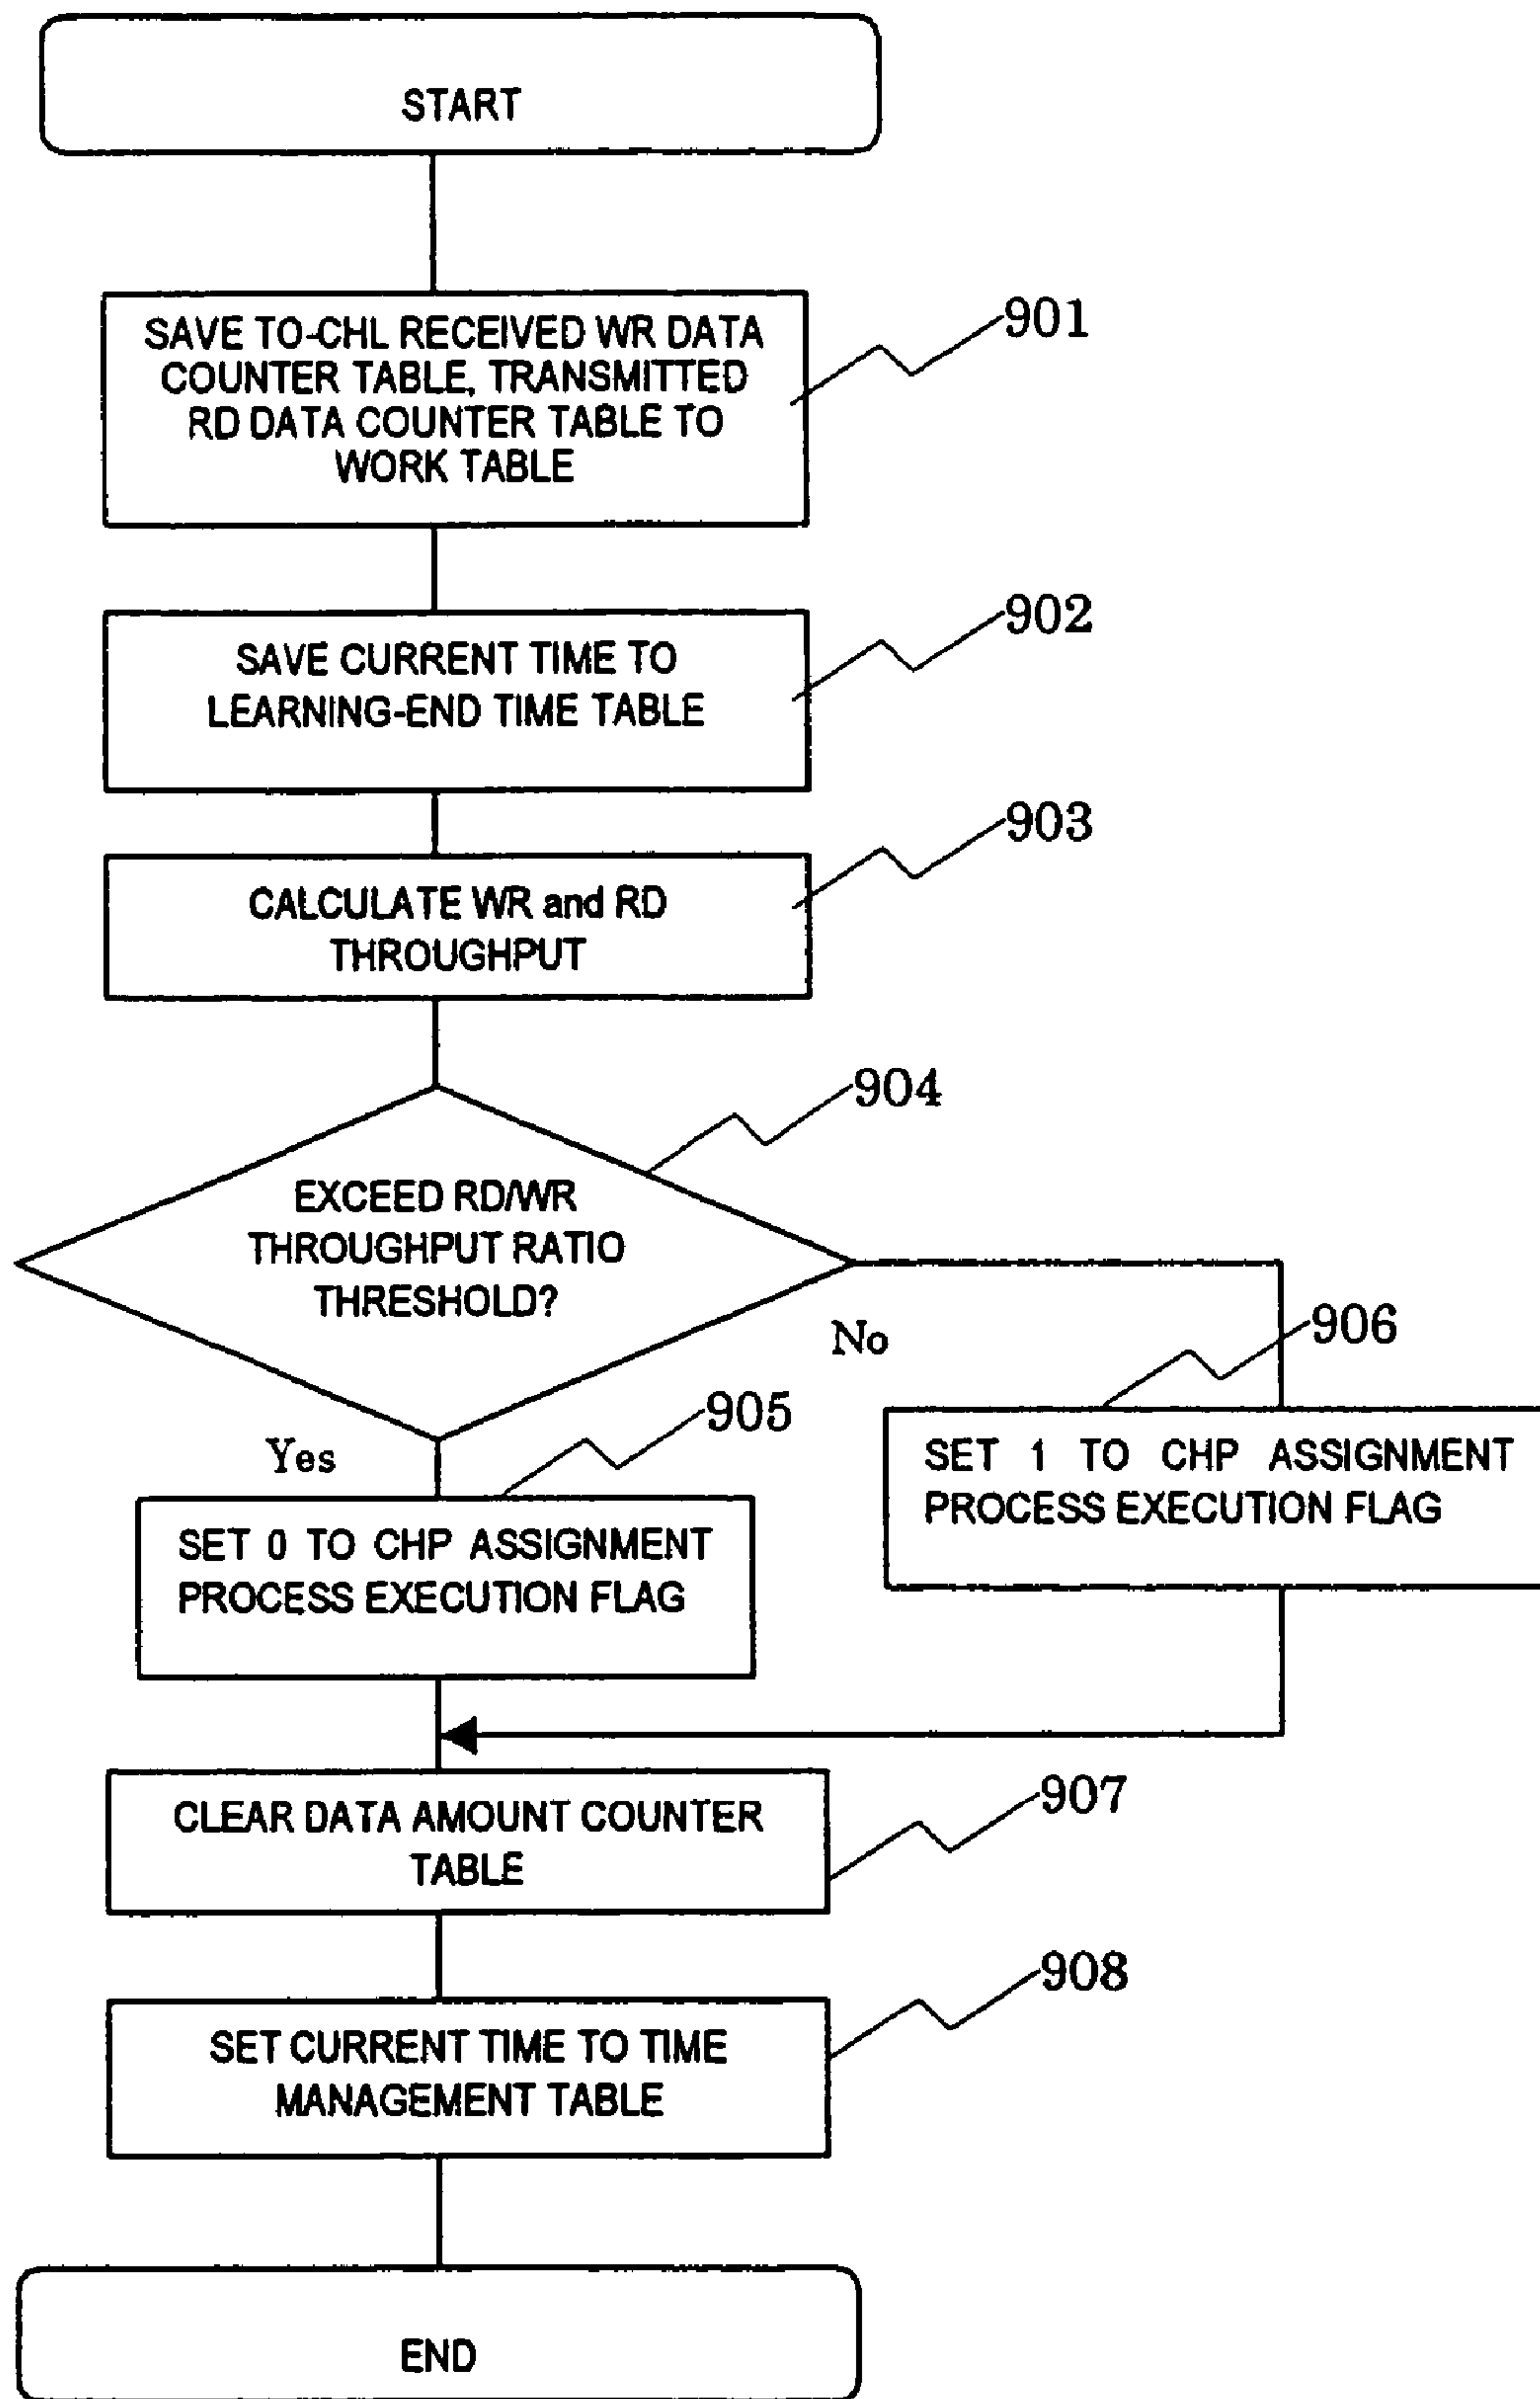 START
901
SAVE TO-CHL RECEIVED WR DATA
COUNTER TABLE, TRANSMITTED
RD DATA COUNTER TABLE TO
WORK TABLE
902
SAVE CURRENT TIME TO
LEARNING-END TIME TABLE
903
CALCULATE WR and RD
THROUGHPUT
904
EXCEED RD/WR
THROUGHPUT RATIO
THRESHOLD?
No
906
905
Yes
SET 1 TO CHP ASSIGNMENT
PROCESS EXECUTION FLAG
SET 0 TO CHP ASSIGNMENT
PROCESS EXECUTION FLAG
907
CLEAR DATA AMOUNT COUNTER
TABLE
908
SET CURRENT TIME TO TIME
MANAGEMENT TABLE
END